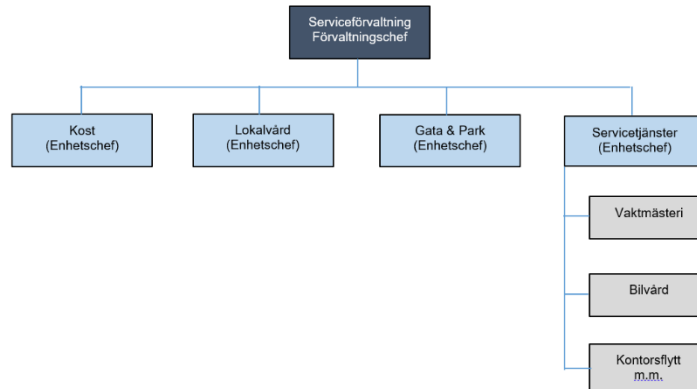 Serviceförvaltning
Förvaltningschef
Kost
(Enhetschef)
Lokalvård
(Enhetschef)
Gata & Park
(Enhetschef)
Servicetjänster
(Enhetschef)
Vaktmästeri
Bilvård
Kontorsflytt
m.m.